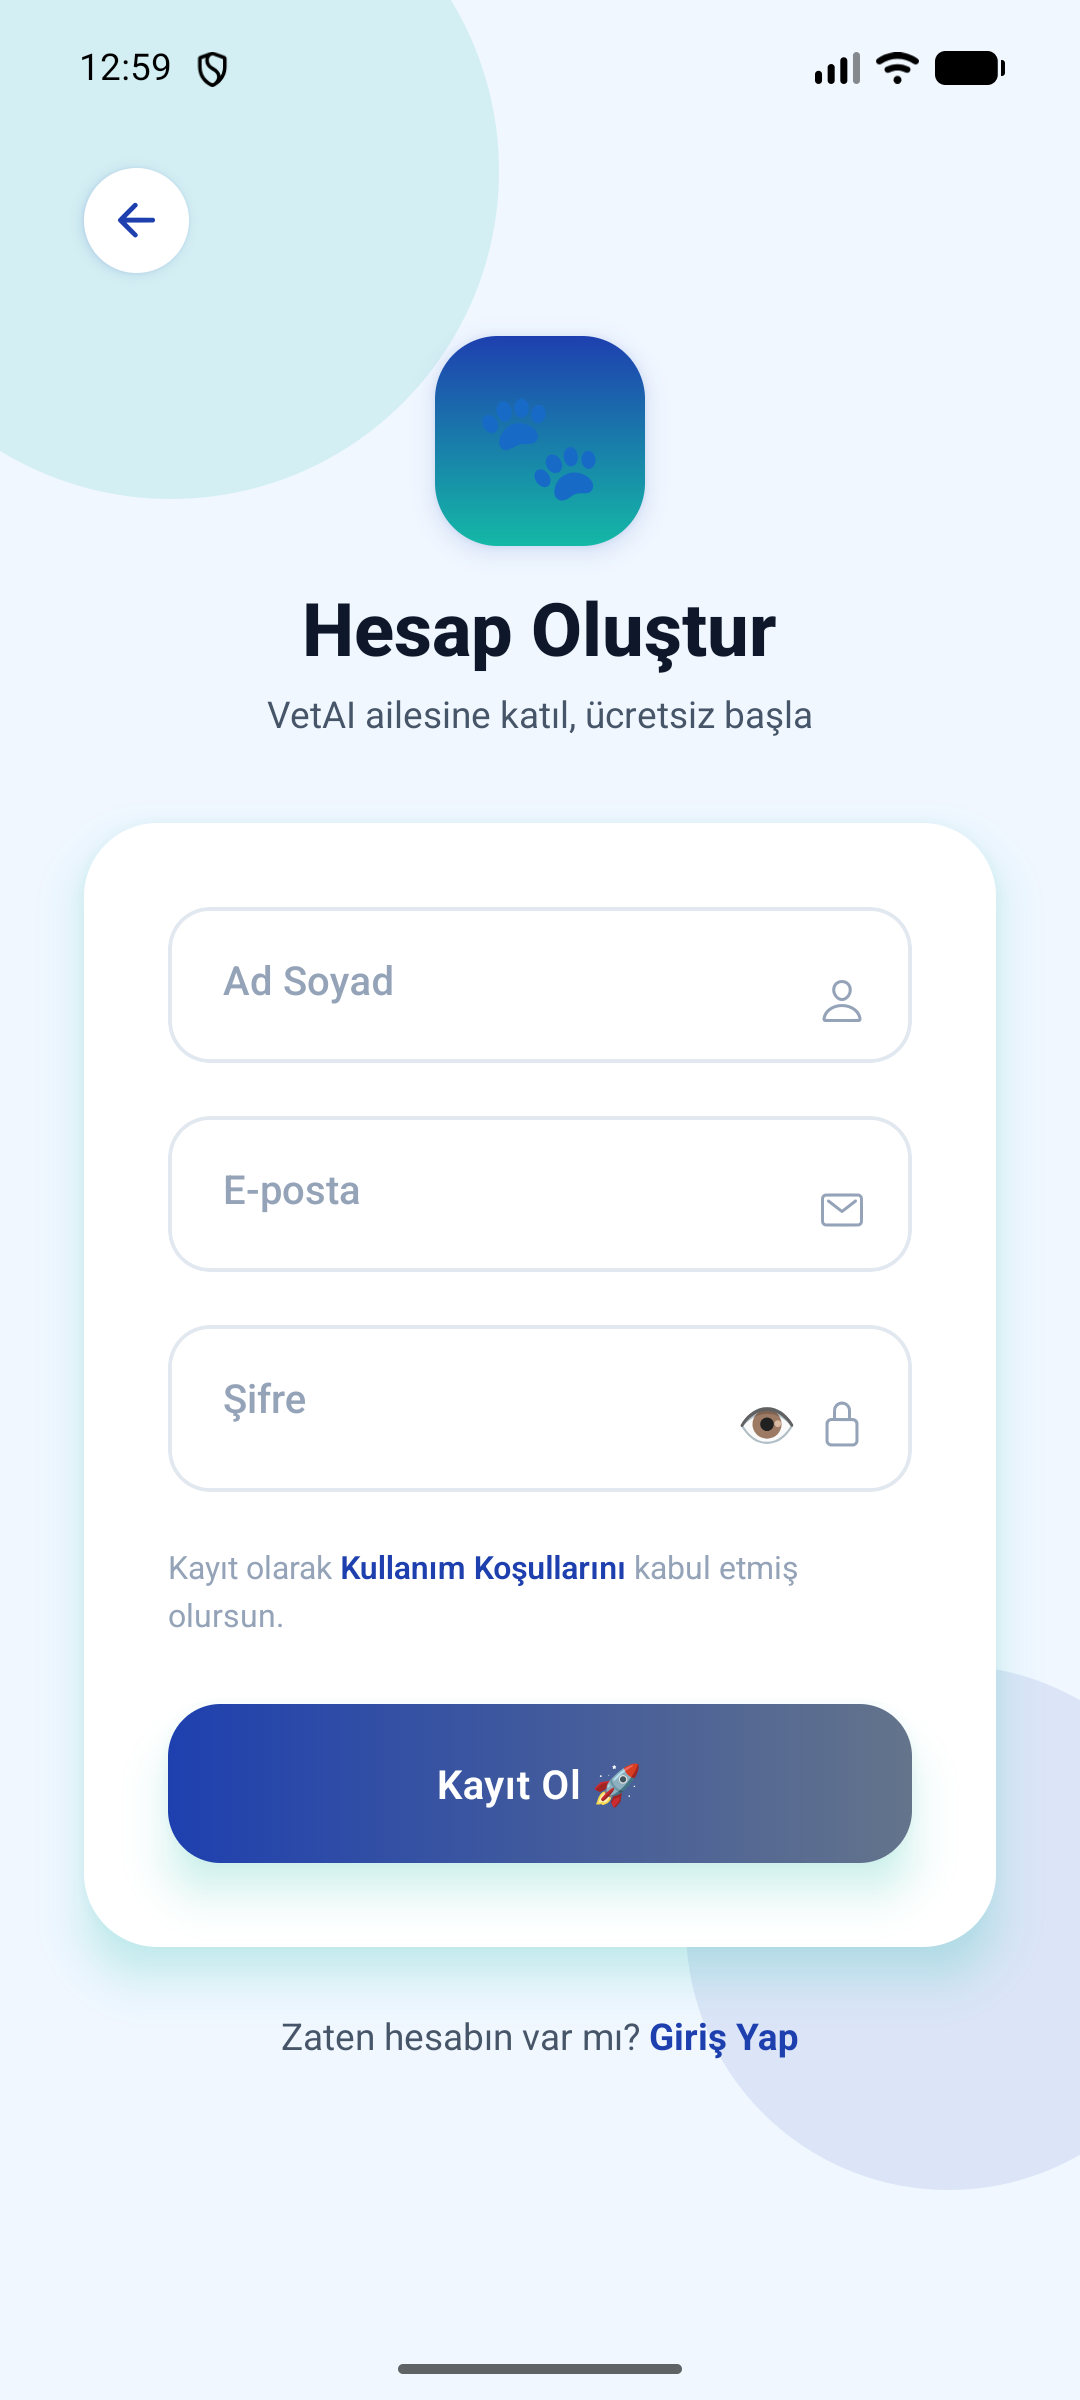 12:59
Hesap Oluştur
VetAI ailesine katıl, ücretsiz başla
Ad Soyad
E-posta
Şifre
Kayıt olarak Kullanım Koşullarını kabul etmiş
olursun.
Kayıt Ol 🚀
Zaten hesabın var mı? Giriş Yap